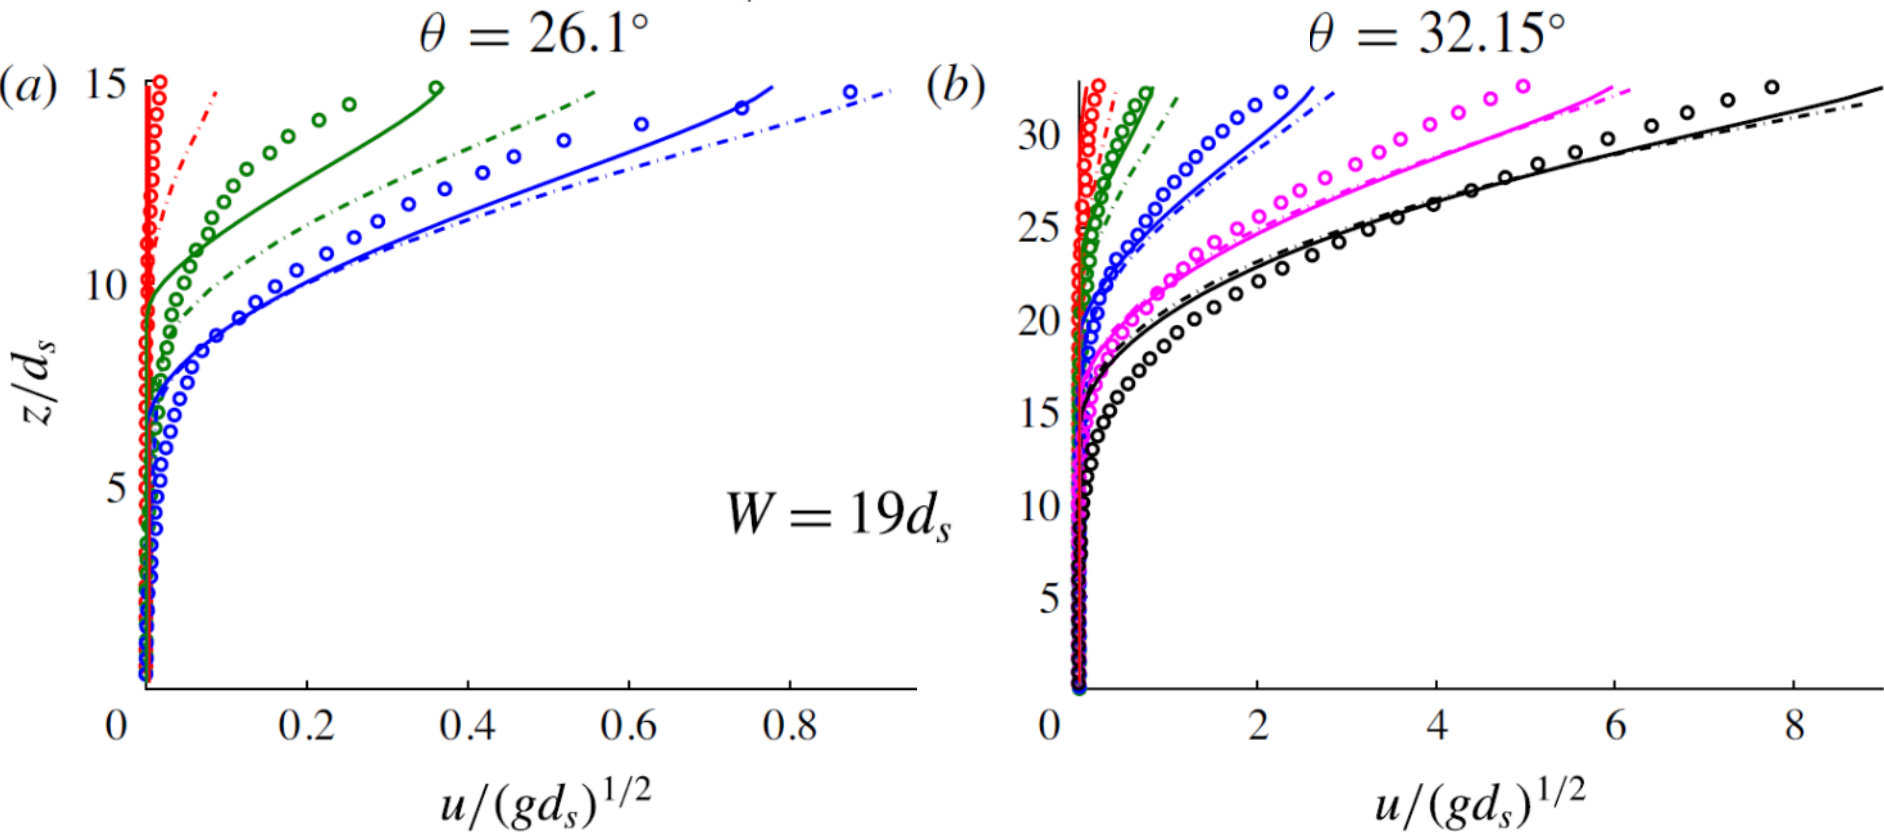 θ = 26.1°
θ = 32.15°
(a)
15
10
5
z/d_s
0
0.2
0.4
0.6
0.8
u/(gd_s)^{1/2}
W = 19d_s
(b)
30
25
20
15
10
5
0
2
4
6
8
u/(gd_s)^{1/2}